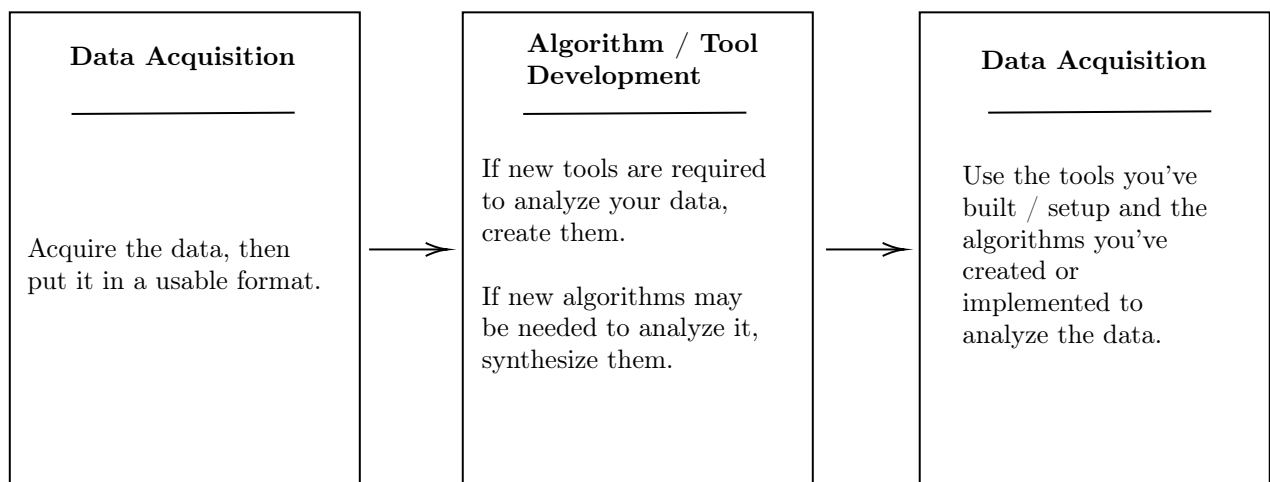 Data Acquisition
Acquire the data, then
put it in a usable format.
Algorithm / Tool
Development
If new tools are required
to analyze your data,
create them.
If new algorithms may
be needed to analyze it,
synthesize them.
Data Acquisition
Use the tools you've
built / setup and the
algorithms you've
created or
implemented to
analyze the data.